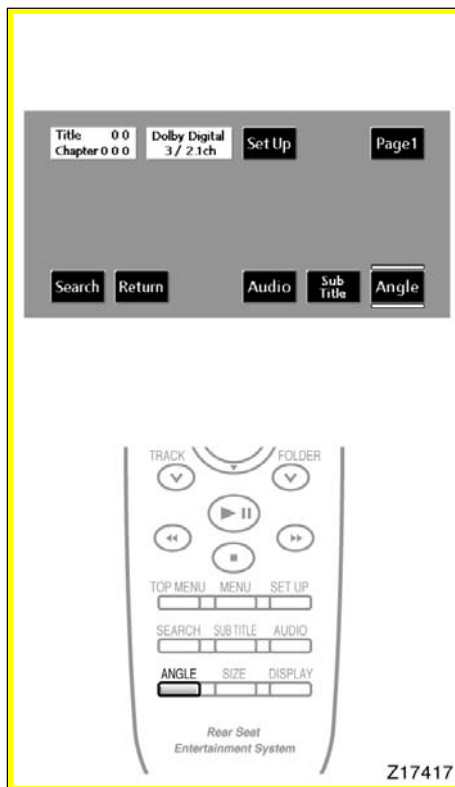 Title 0 0
Chapter 0 0 0
Dolby Digital
3 / 2.1ch
Set Up
Page1
Search
Return
Audio
Sub
Title
Angle
TRACK
FOLDER
TOP MENU
MENU
SET UP
SEARCH
SUB TITLE
AUDIO
ANGLE
SIZE
DISPLAY
Rear Seat
Entertainment System
Z17417